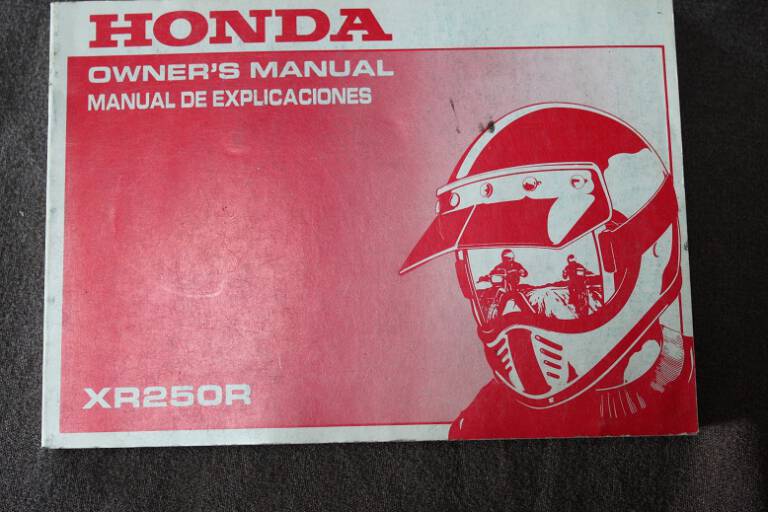 HONDA
OWNER'S MANUAL
MANUAL DE EXPLICACIONES
XR250R